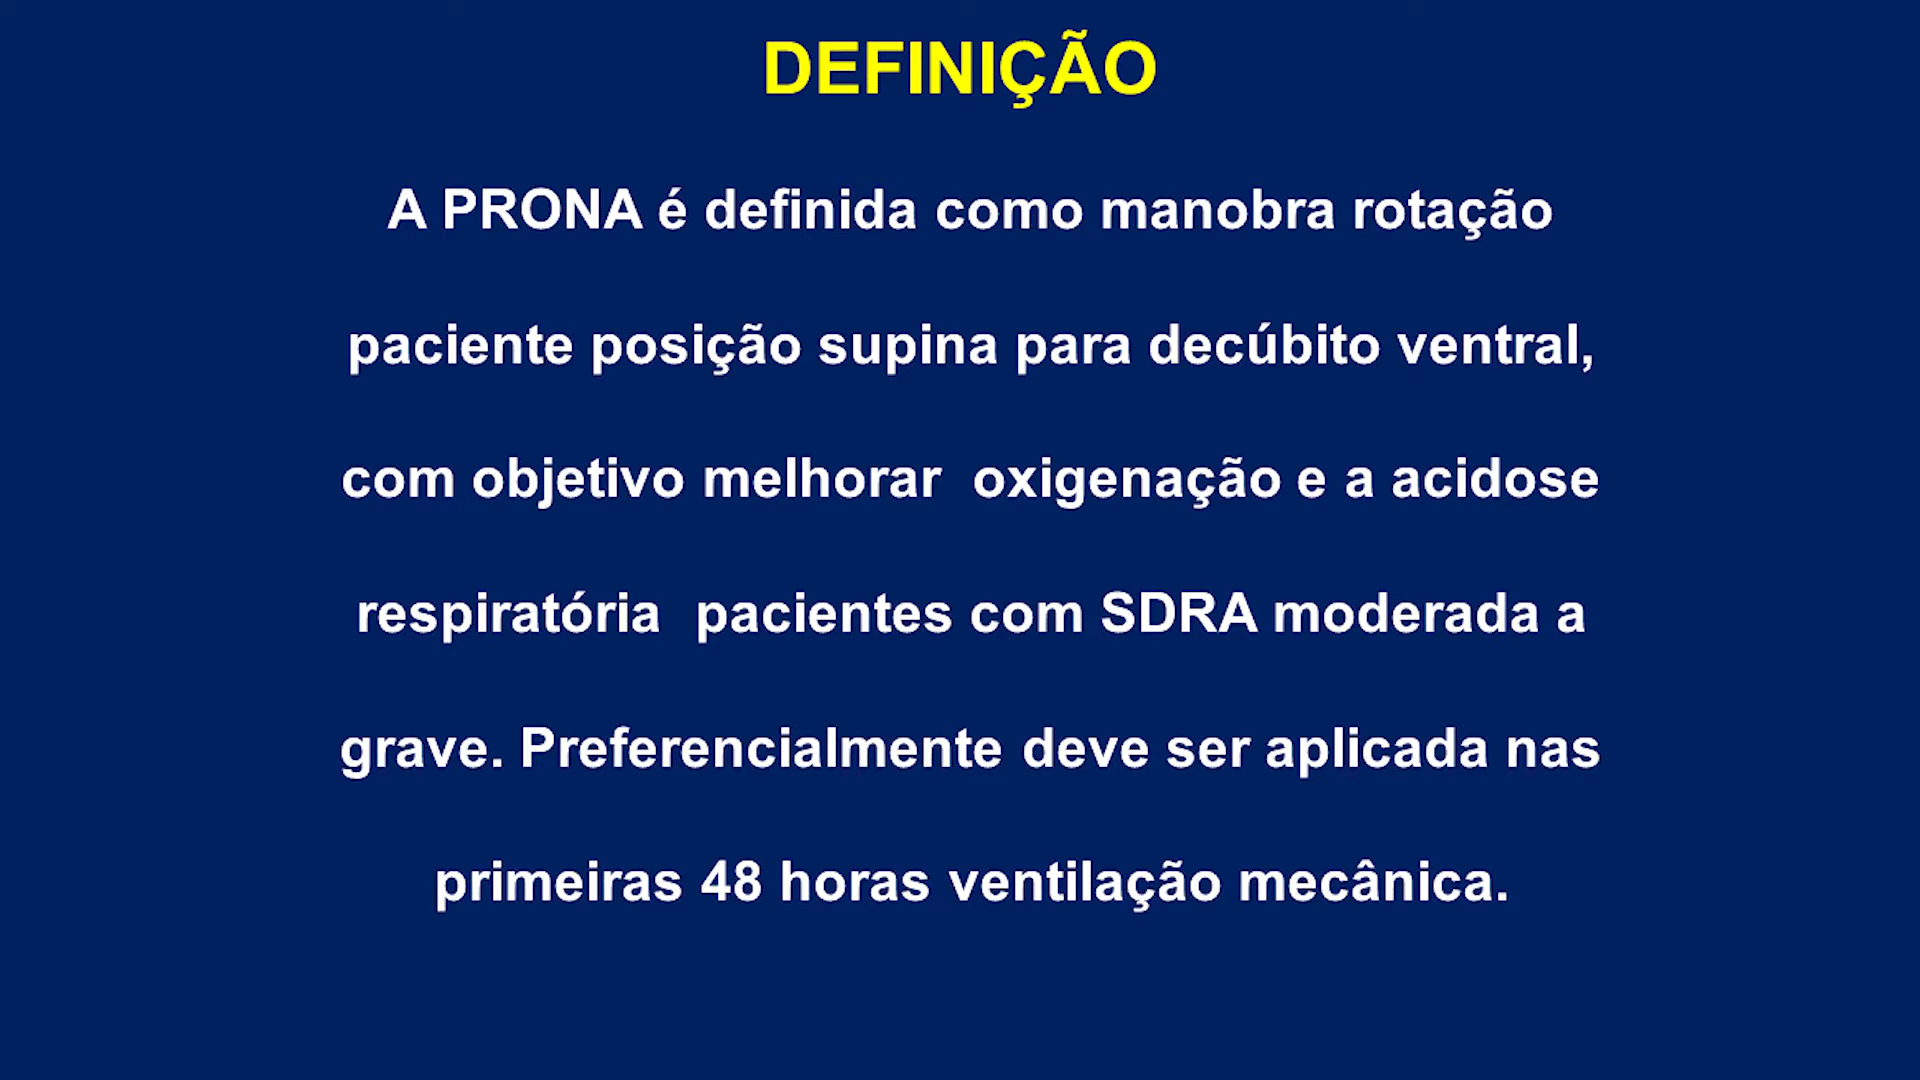 DEFINIÇÃO
A PRONA é definida como manobra rotação
paciente posição supina para decúbito ventral,
com objetivo melhorar  oxigenação e a acidose
respiratória  pacientes com SDRA moderada a
grave. Preferencialmente deve ser aplicada nas
primeiras 48 horas ventilação mecânica.